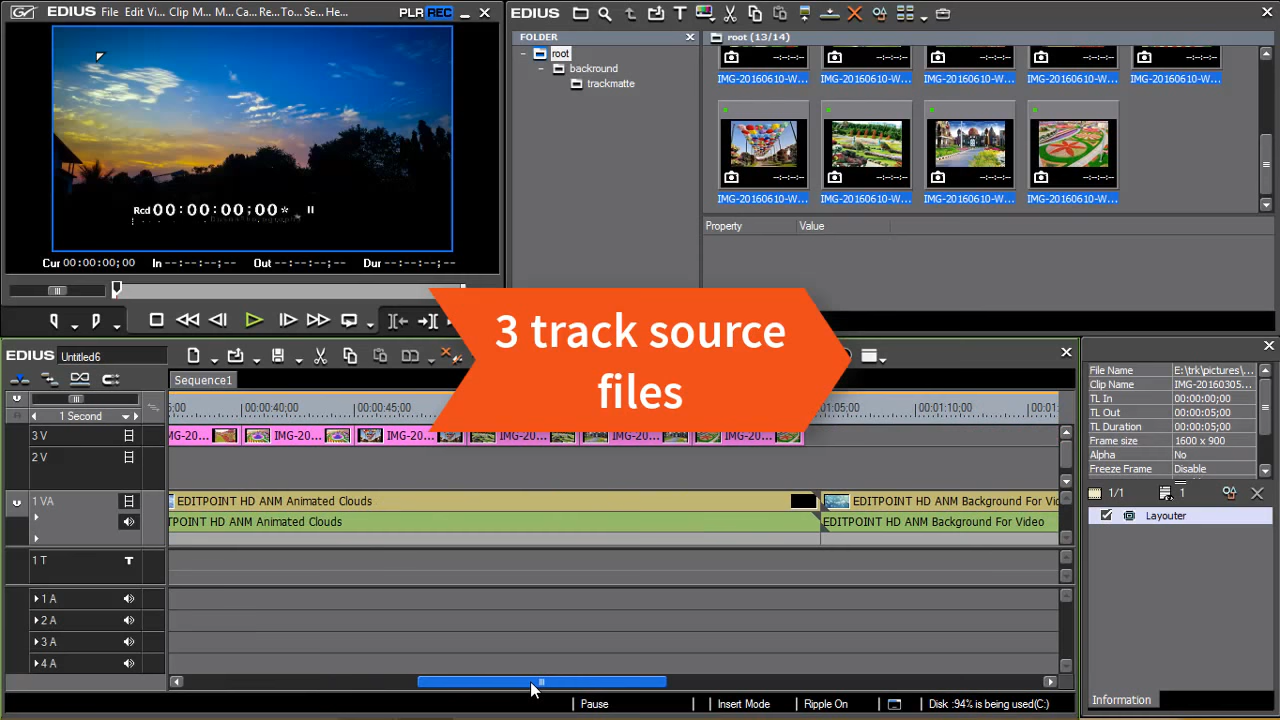 EDIUS File Edit Vi... Clip M... M... Ca... Re... To... Se... He... PLR REC
Rcd 00:00:00;00 * II
Cur 00:00:00;00 In --:--:--;-- Out --:--:--;-- Dur --:--:--;--
EDIUS
FOLDER
root
backround
trackmatte
root (13/14)
IMG-20160610-W... IMG-20160610-W... IMG-20160610-W... IMG-20160610-W... IMG-20160610-W...
--:--:--;-- --:--:--;-- --:--:--;-- --:--:--;--
IMG-20160610-W... IMG-20160610-W... IMG-20160610-W... IMG-20160610-W...
Property Value
3 track source
files
EDIUS Untitled6
Sequence1
1 Second
5;00 00:00:40;00 00:00:45;00 01:05;00 00:01:10;00 00:01:
3 V
MG-20... IMG-20... IMG-20... IMG-20... IMG-20... IMG-20...
2 V
1 VA
EDITPOINT HD ANM Animated Clouds EDITPOINT HD ANM Background For Vid
TPOINT HD ANM Animated Clouds EDITPOINT HD ANM Background For Video
1 T T
1 A
2 A
3 A
4 A
Pause Insert Mode Ripple On Disk :94% is being used(C:)
File Name E:\trk\pictures\...
Clip Name IMG-20160305...
TL In 00:00:00;00
TL Out 00:00:05;00
TL Duration 00:00:05;00
Frame size 1600 x 900
Alpha No
Freeze Frame Disable
1/1 1
Layouter
Information